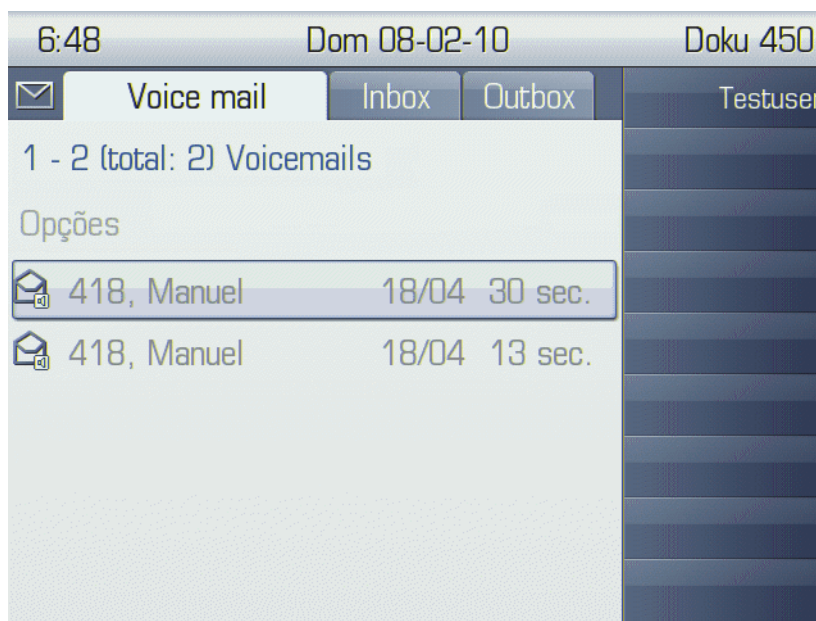 6:48 Dom 08-02-10 Doku 450
Voice mail Inbox Outbox Testuser
1 - 2 (total: 2) Voicemails
Opções
418, Manuel 18/04 30 sec.
418, Manuel 18/04 13 sec.